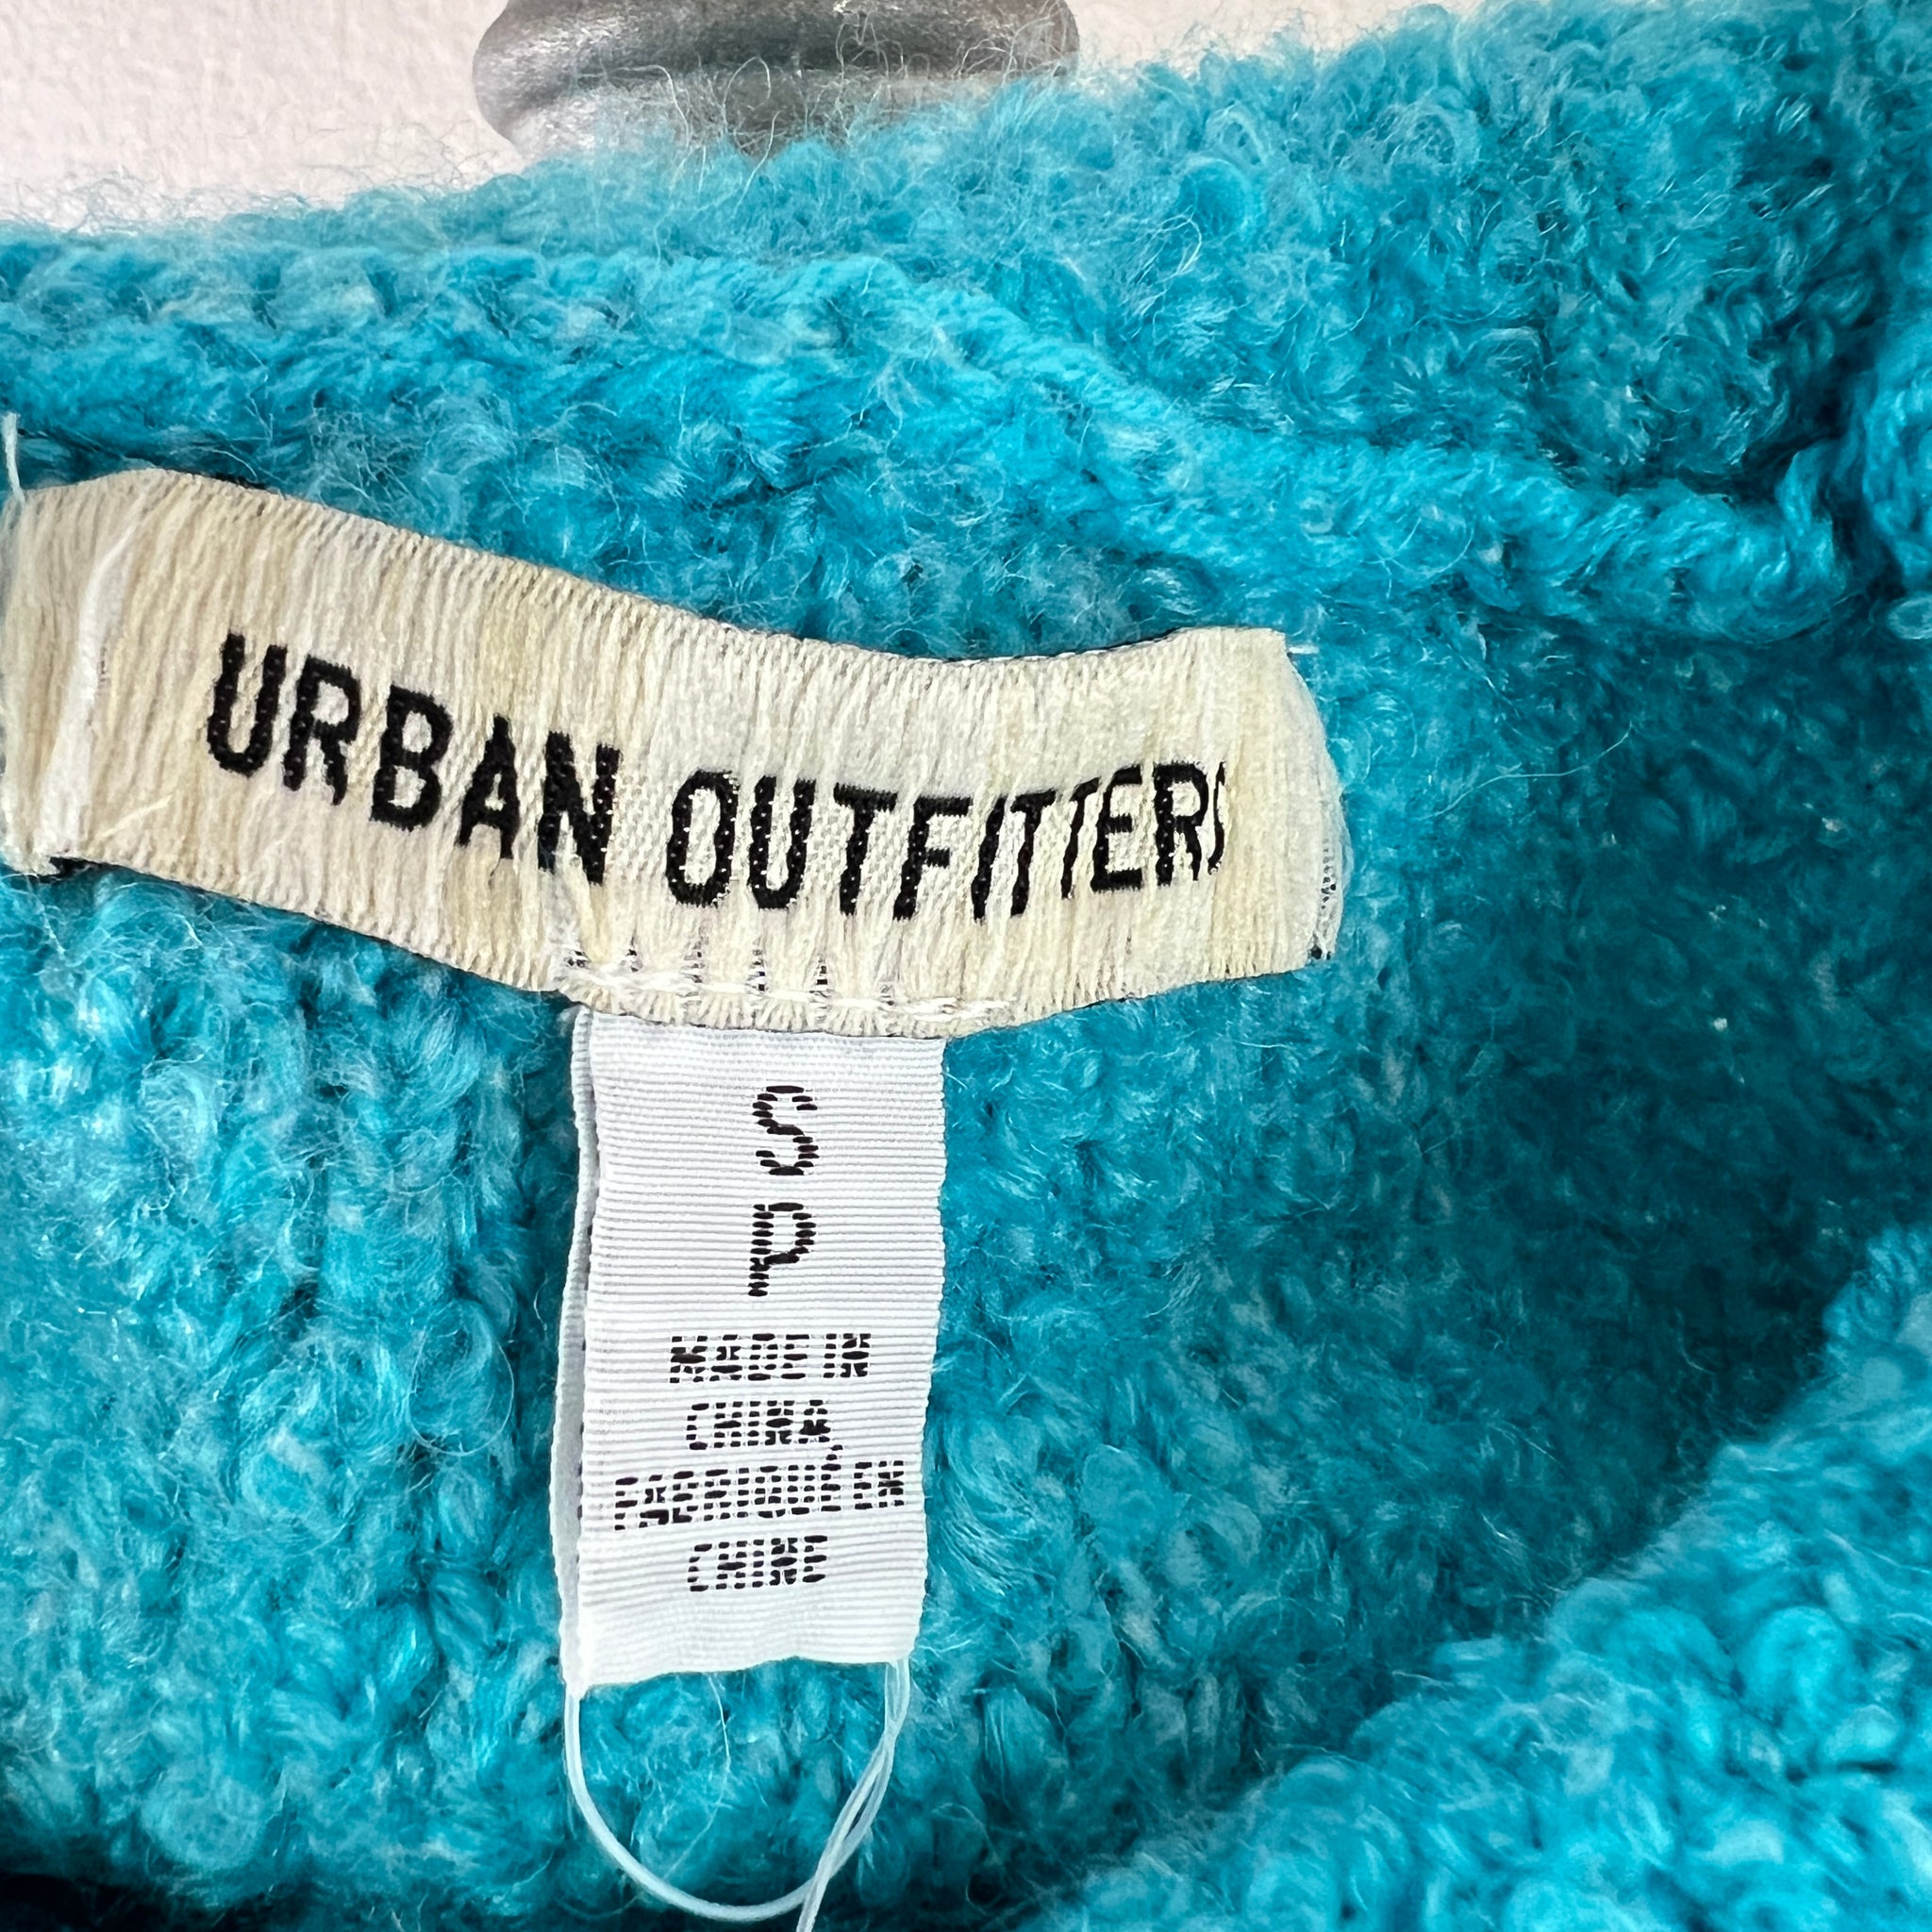 URBAN OUTFITTERS
S
P
MADE IN
CHINA,
FABRIQUÉ EN
CHINE